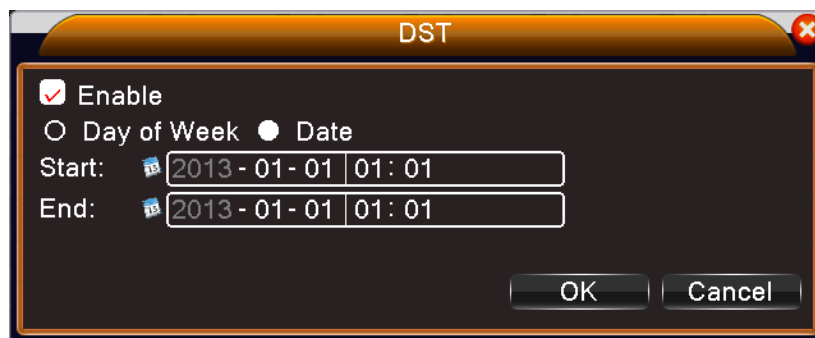 DST
Enable
Day of Week Date
Start: 2013-01-01 01:01
End: 2013-01-01 01:01
OK Cancel